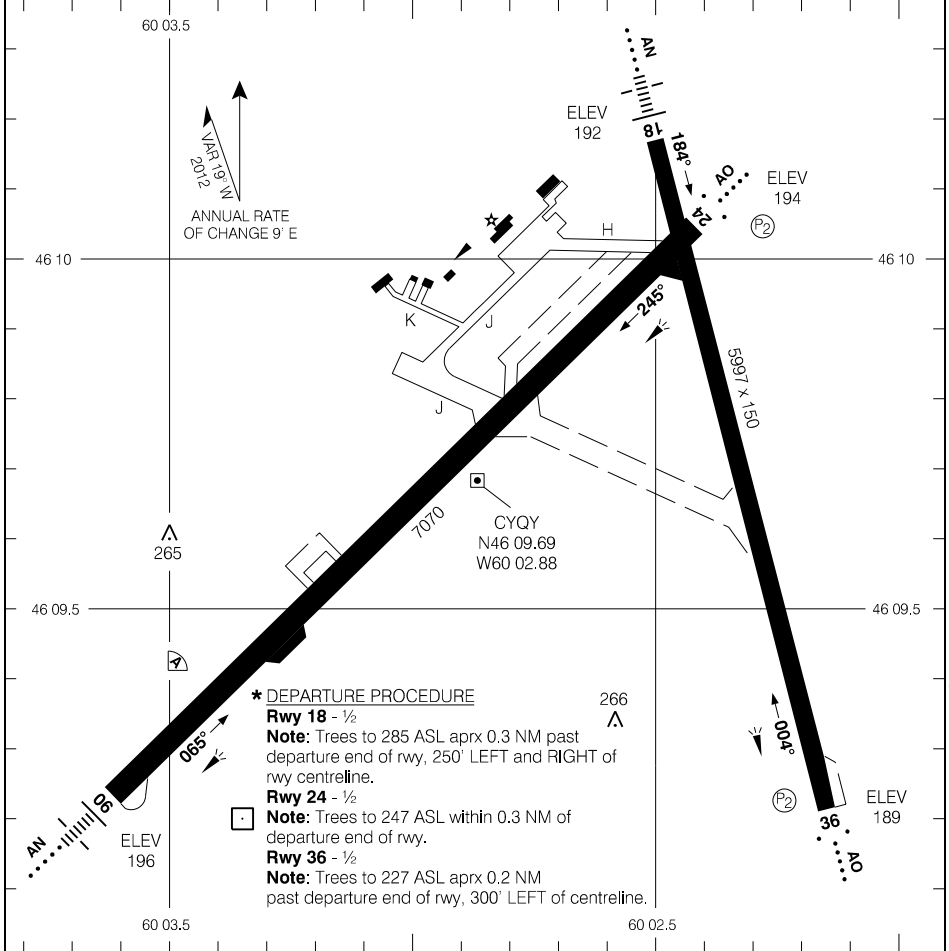 60 03.5
AN
ELEV
192
18
184°
AO
ELEV
194
24
P2
VAR 19° W
2012
ANNUAL RATE
OF CHANGE 9' E
H
46 10
46 10
245°
K
J
J
5997 x 150
7070
CYQY
N46 09.69
W60 02.88
265
46 09.5
46 09.5
A
065°
* DEPARTURE PROCEDURE
Rwy 18 - ½
Note: Trees to 285 ASL aprx 0.3 NM past
departure end of rwy, 250' LEFT and RIGHT of
rwy centreline.
Rwy 24 - ½
Note: Trees to 247 ASL within 0.3 NM of
departure end of rwy.
Rwy 36 - ½
Note: Trees to 227 ASL aprx 0.2 NM
past departure end of rwy, 300' LEFT of centreline.
266
004°
P2
ELEV
189
36
AO
06
AN
ELEV
196
60 03.5
60 02.5